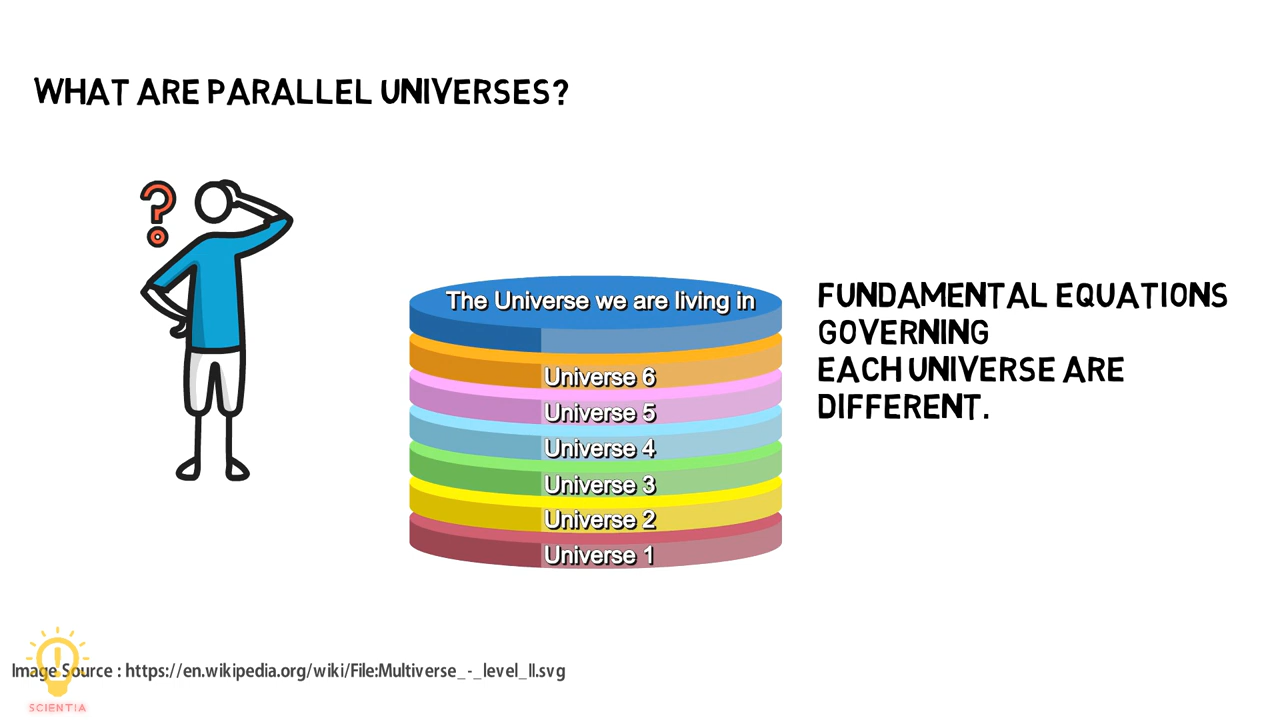 WHAT ARE PARALLEL UNIVERSES?
?
The Universe we are living in
Universe 6
Universe 5
Universe 4
Universe 3
Universe 2
Universe 1
FUNDAMENTAL EQUATIONS
GOVERNING
EACH UNIVERSE ARE
DIFFERENT.
Image Source : https://en.wikipedia.org/wiki/File:Multiverse_-_level_II.svg
SCIENTIA